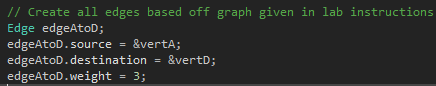 // Create all edges based off graph given in lab instructions
Edge edgeAtoD;
edgeAtoD.source = &vertA;
edgeAtoD.destination = &vertD;
edgeAtoD.weight = 3;